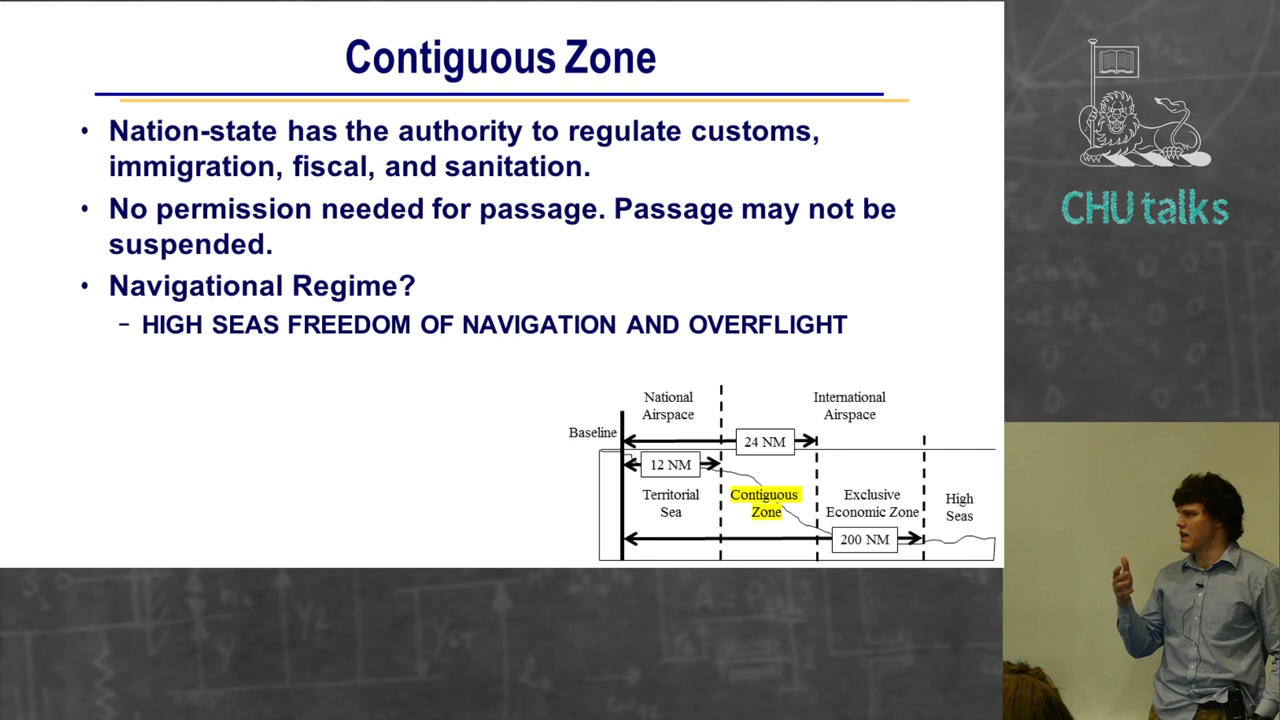 Contiguous Zone
• Nation-state has the authority to regulate customs,
immigration, fiscal, and sanitation.
• No permission needed for passage. Passage may not be
suspended.
• Navigational Regime?
– HIGH SEAS FREEDOM OF NAVIGATION AND OVERFLIGHT
National
Airspace
International
Airspace
Baseline
24 NM
12 NM
Territorial
Sea
Contiguous
Zone
Exclusive
Economic Zone
High
Seas
200 NM
CHU talks